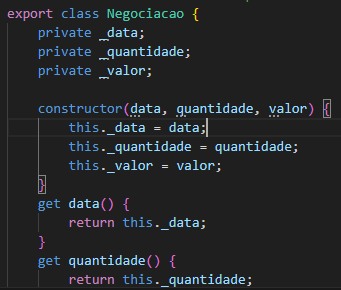 export class Negociacao {
private _data;
private _quantidade;
private _valor;
constructor(data, quantidade, valor) {
this._data = data;
this._quantidade = quantidade;
this._valor = valor;
}
get data() {
return this._data;
}
get quantidade() {
return this._quantidade;